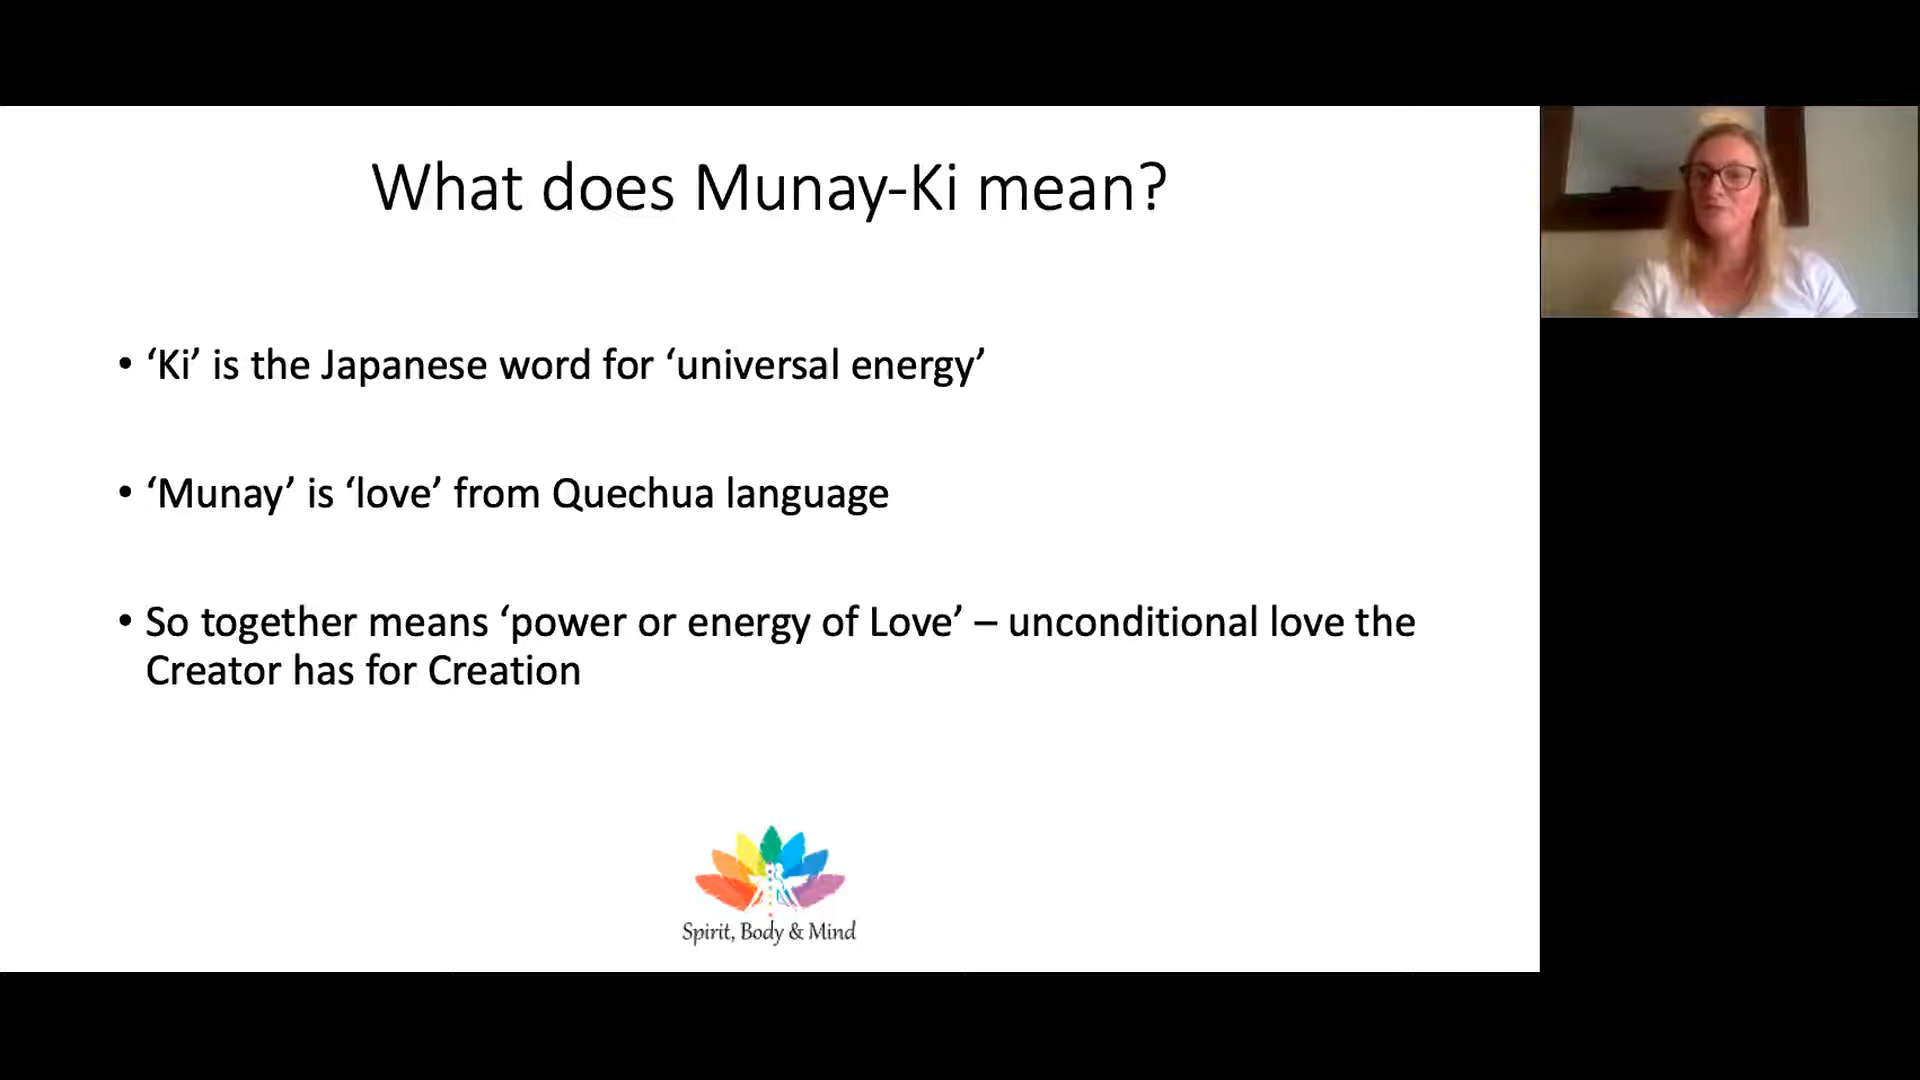 What does Munay-Ki mean?
• ‘Ki’ is the Japanese word for ‘universal energy’
• ‘Munay’ is ‘love’ from Quechua language
• So together means ‘power or energy of Love’ – unconditional love the
Creator has for Creation
Spirit, Body & Mind